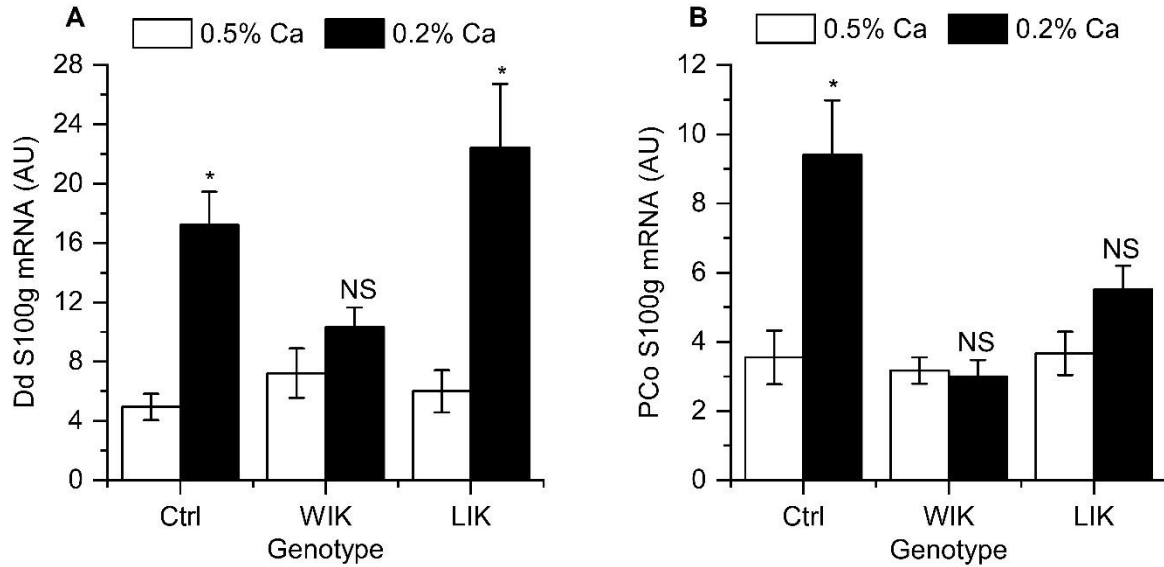 A
0.5% Ca 0.2% Ca
28
24
20
16
12
8
4
0
Dd S100g mRNA (AU)
*
NS
*
Ctrl WIK LIK
Genotype
B
0.5% Ca 0.2% Ca
12
10
8
6
4
2
0
PCo S100g mRNA (AU)
*
NS
NS
Ctrl WIK LIK
Genotype